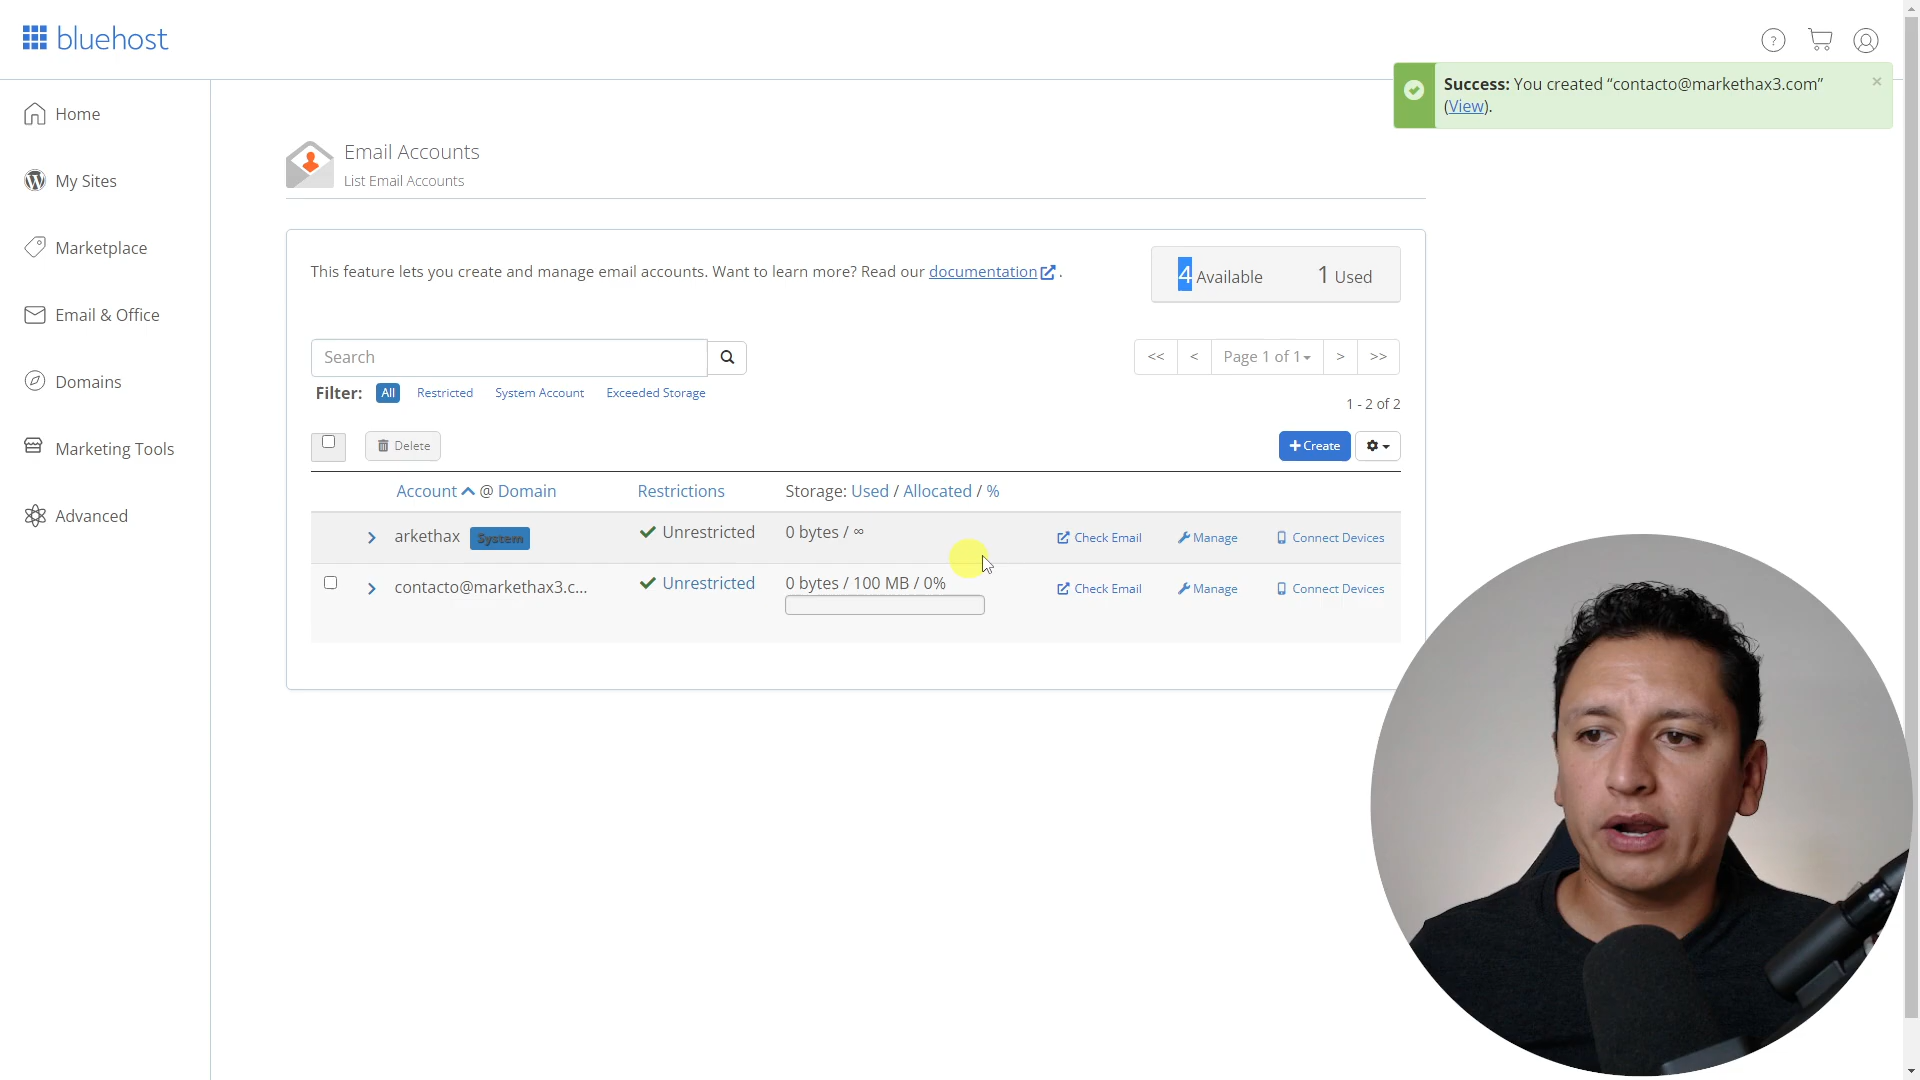 bluehost
?
Success: You created “contacto@markethax3.com”
(View).
×
Home
My Sites
Marketplace
Email & Office
Domains
Marketing Tools
Advanced
Email Accounts
List Email Accounts
This feature lets you create and manage email accounts. Want to learn more? Read our documentation .
4 Available 1 Used
Search
<< < Page 1 of 1 > >>
Filter: All Restricted System Account Exceeded Storage
1 - 2 of 2
Delete
+ Create
Account @ Domain Restrictions Storage: Used / Allocated / %
arkethax System Unrestricted 0 bytes / ∞ Check Email Manage Connect Devices
contacto@markethax3.c... Unrestricted 0 bytes / 100 MB / 0% Check Email Manage Connect Devices